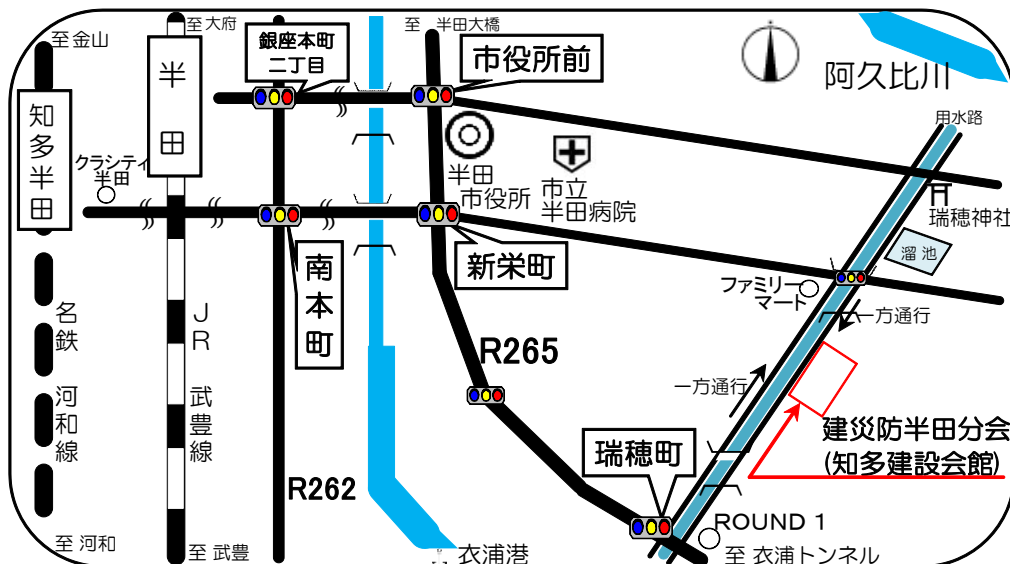 至 金山
至 大府
半田
銀座本町
二丁目
至 半田大橋
市役所前
阿久比川
用水路
知多半田
クラシティ
半田
半田
市役所
市立
半田病院
瑞穂神社
溜 池
南本町
新栄町
ファミリー
マート
一方通行
名鉄 河和線
JR 武豊線
R265
一方通行
建災防半田分会
(知多建設会館)
瑞穂町
R262
ROUND 1
至 河和
至 武豊
衣浦港
至 衣浦トンネル